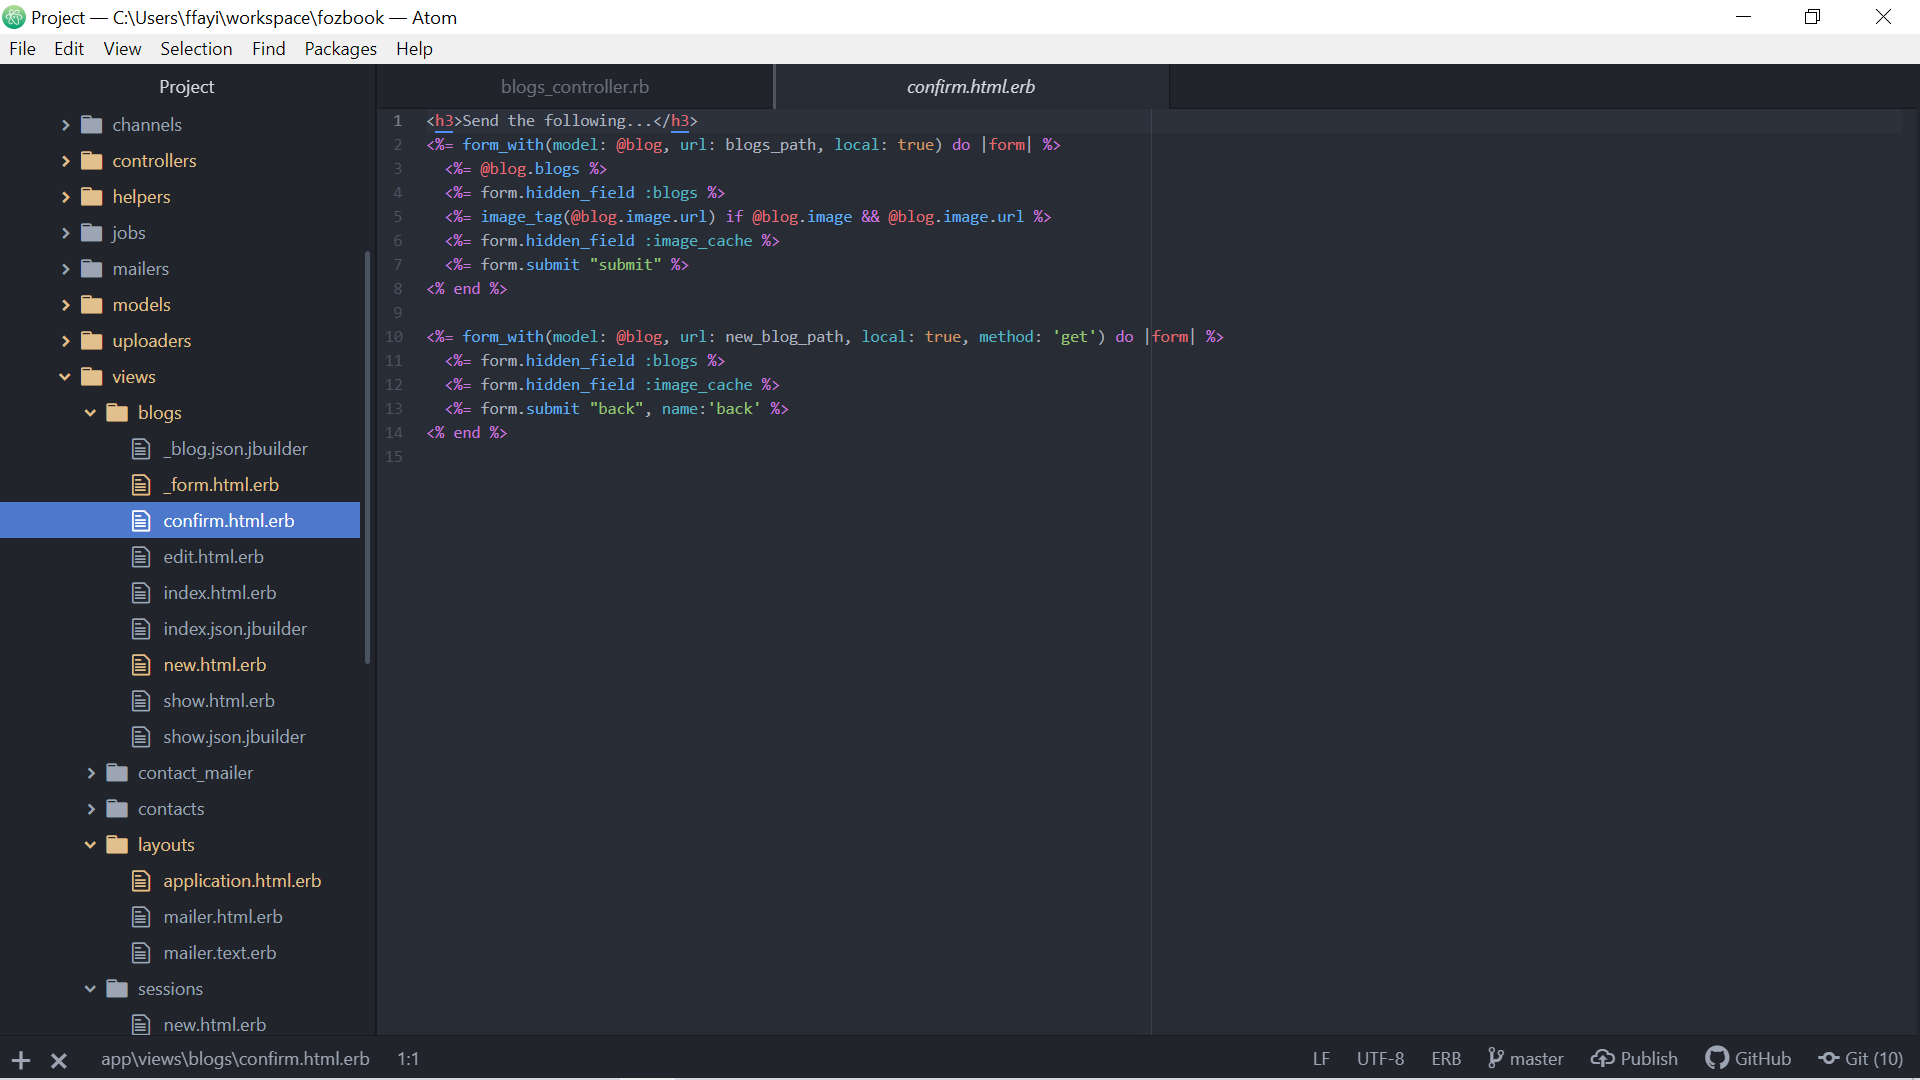 Project — C:\Users\ffayi\workspace\fozbook — Atom
File Edit View Selection Find Packages Help
Project
channels
controllers
helpers
jobs
mailers
models
uploaders
views
blogs
_blog.json.jbuilder
_form.html.erb
confirm.html.erb
edit.html.erb
index.html.erb
index.json.jbuilder
new.html.erb
show.html.erb
show.json.jbuilder
contact_mailer
contacts
layouts
application.html.erb
mailer.html.erb
mailer.text.erb
sessions
new.html.erb
blogs_controller.rb confirm.html.erb
1 <h3>Send the following...</h3>
2 <%= form_with(model: @blog, url: blogs_path, local: true) do |form| %>
3 <%= @blog.blogs %>
4 <%= form.hidden_field :blogs %>
5 <%= image_tag(@blog.image.url) if @blog.image && @blog.image.url %>
6 <%= form.hidden_field :image_cache %>
7 <%= form.submit "submit" %>
8 <% end %>
9
10 <%= form_with(model: @blog, url: new_blog_path, local: true, method: 'get') do |form| %>
11 <%= form.hidden_field :blogs %>
12 <%= form.hidden_field :image_cache %>
13 <%= form.submit "back", name:'back' %>
14 <% end %>
15
app\views\blogs\confirm.html.erb 1:1 LF UTF-8 ERB master Publish GitHub Git (10)